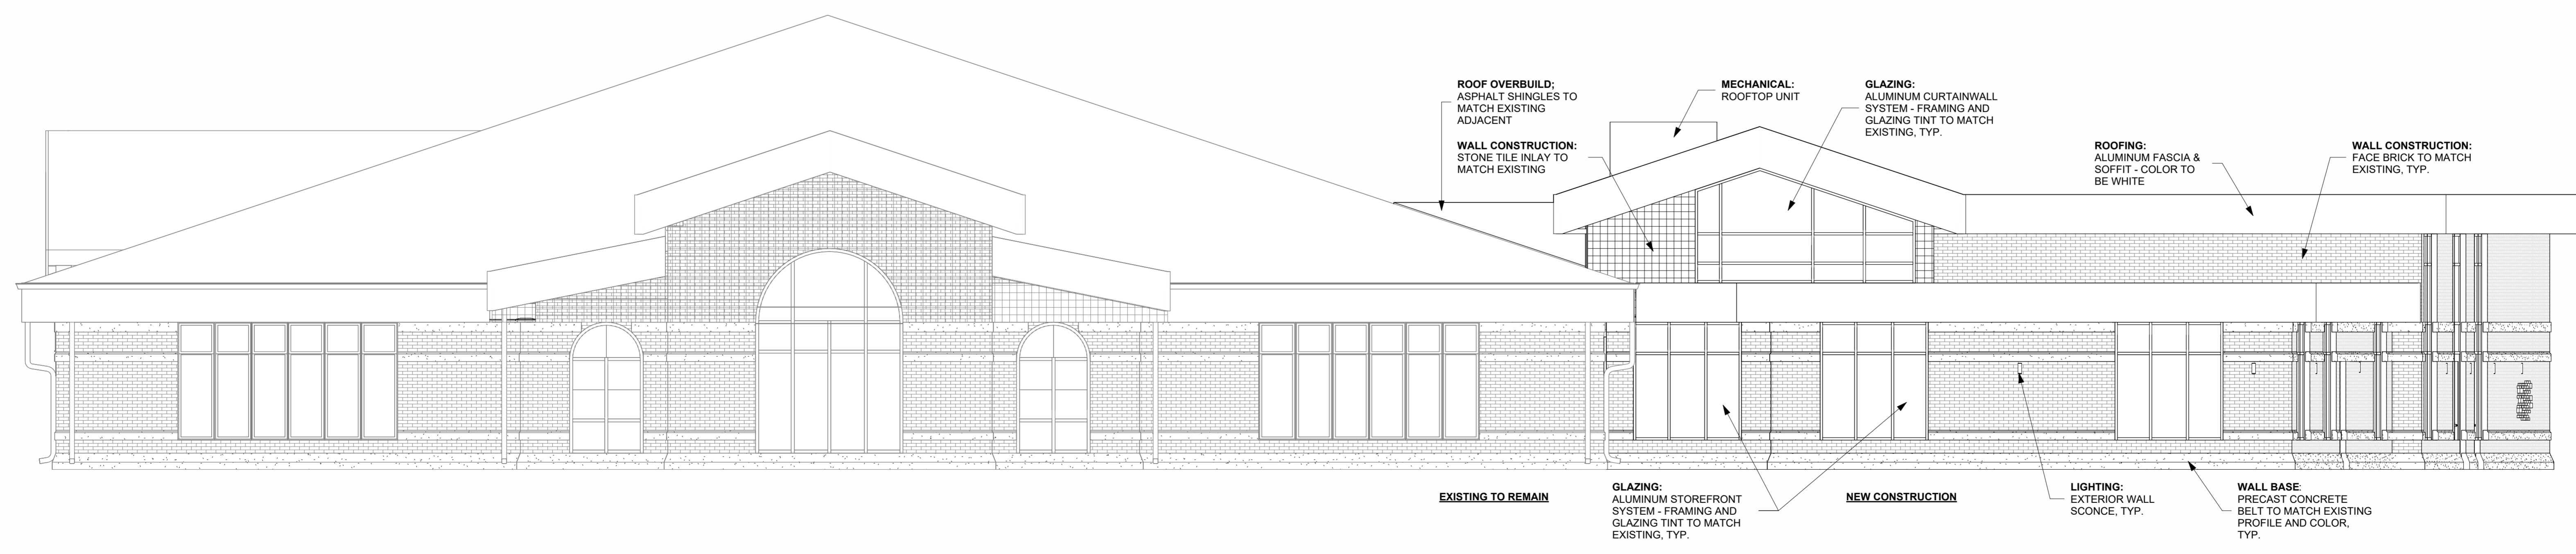 ROOF OVERBUILD;
ASPHALT SHINGLES TO
MATCH EXISTING
ADJACENT
WALL CONSTRUCTION:
STONE TILE INLAY TO
MATCH EXISTING
MECHANICAL:
ROOFTOP UNIT
GLAZING:
ALUMINUM CURTAINWALL
SYSTEM - FRAMING AND
GLAZING TINT TO MATCH
EXISTING, TYP.
ROOFING:
ALUMINUM FASCIA &
SOFFIT - COLOR TO
BE WHITE
WALL CONSTRUCTION:
FACE BRICK TO MATCH
EXISTING, TYP.
EXISTING TO REMAIN
GLAZING:
ALUMINUM STOREFRONT
SYSTEM - FRAMING AND
GLAZING TINT TO MATCH
EXISTING, TYP.
NEW CONSTRUCTION
LIGHTING:
EXTERIOR WALL
SCONCE, TYP.
WALL BASE:
PRECAST CONCRETE
BELT TO MATCH EXISTING
PROFILE AND COLOR,
TYP.